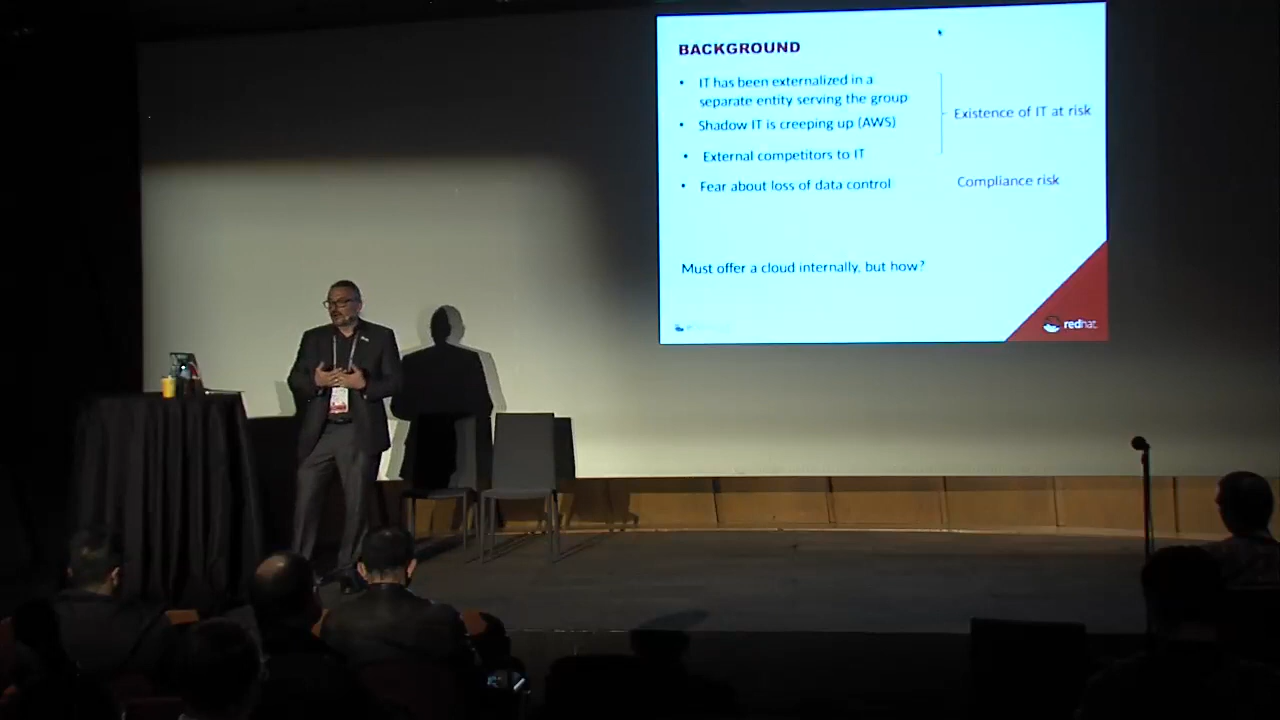 BACKGROUND
• IT has been externalized in a
separate entity serving the group
• Shadow IT is creeping up (AWS)
• External competitors to IT
• Fear about loss of data control
Existence of IT at risk
Compliance risk
Must offer a cloud internally, but how?
redhat.